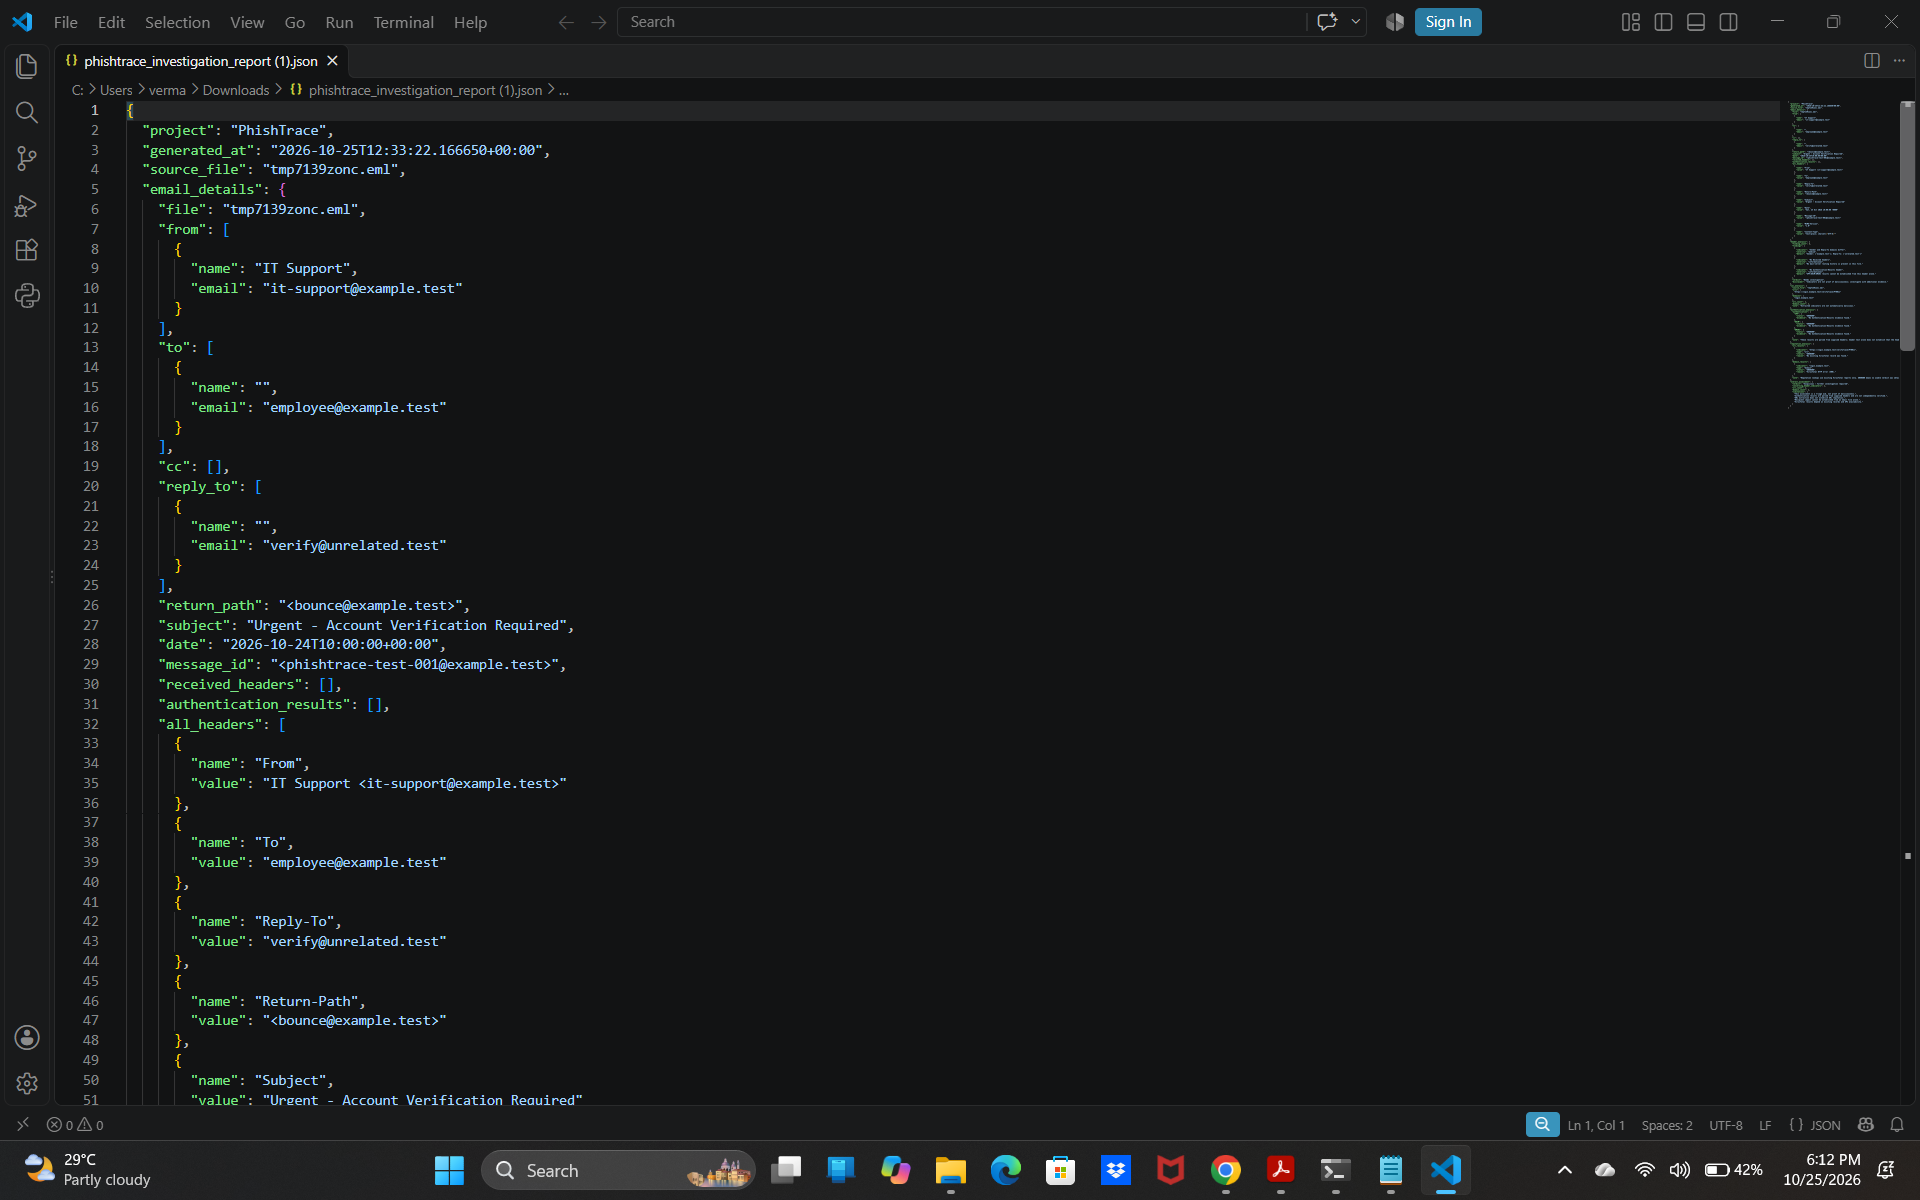 File Edit Selection View Go Run Terminal Help
Search
Sign In
{} phishtrace_investigation_report (1).json
C: > Users > verma > Downloads > {} phishtrace_investigation_report (1).json > ...
1 {
2 "project": "PhishTrace",
3 "generated_at": "2026-10-25T12:33:22.166650+00:00",
4 "source_file": "tmp7139zonc.eml",
5 "email_details": {
6 "file": "tmp7139zonc.eml",
7 "from": [
8 {
9 "name": "IT Support",
10 "email": "it-support@example.test"
11 }
12 ],
13 "to": [
14 {
15 "name": "",
16 "email": "employee@example.test"
17 }
18 ],
19 "cc": [],
20 "reply_to": [
21 {
22 "name": "",
23 "email": "verify@unrelated.test"
24 }
25 ],
26 "return_path": "<bounce@example.test>",
27 "subject": "Urgent - Account Verification Required",
28 "date": "2026-10-24T10:00:00+00:00",
29 "message_id": "<phishtrace-test-001@example.test>",
30 "received_headers": [],
31 "authentication_results": [],
32 "all_headers": [
33 {
34 "name": "From",
35 "value": "IT Support <it-support@example.test>"
36 },
37 {
38 "name": "To",
39 "value": "employee@example.test"
40 },
41 {
42 "name": "Reply-To",
43 "value": "verify@unrelated.test"
44 },
45 {
46 "name": "Return-Path",
47 "value": "<bounce@example.test>"
48 },
49 {
50 "name": "Subject",
51 "value": "Urgent - Account Verification Required"
0 0
Ln 1, Col 1 Spaces: 2 UTF-8 LF {} JSON
29°C
Partly cloudy
Search
42%
6:12 PM
10/25/2026